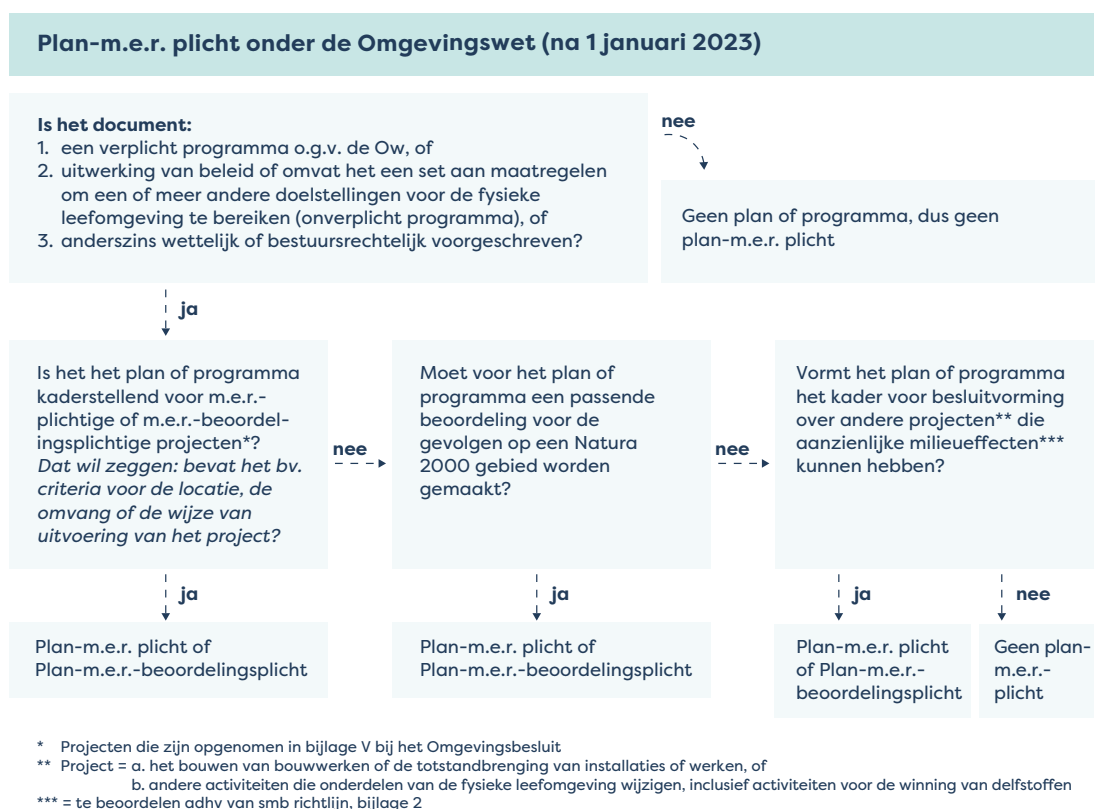 Plan-m.e.r. plicht onder de Omgevingswet (na 1 januari 2023)
Is het document:
1. een verplicht programma o.g.v. de Ow, of
2. uitwerking van beleid of omvat het een set aan maatregelen
om een of meer andere doelstellingen voor de fysieke
leefomgeving te bereiken (onverplicht programma), of
3. anderszins wettelijk of bestuursrechtelijk voorgeschreven?
nee
Geen plan of programma, dus geen
plan-m.e.r. plicht
ja
Is het het plan of programma
kaderstellend voor m.e.r.-
plichtige of m.e.r.-beoordel-
ingsplichtige projecten*?
Dat wil zeggen: bevat het bv.
criteria voor de locatie, de
omvang of de wijze van
uitvoering van het project?
nee
Moet voor het plan of
programma een passende
beoordeling voor de
gevolgen op een Natura
2000 gebied worden
gemaakt?
nee
Vormt het plan of programma
het kader voor besluitvorming
over andere projecten** die
aanzienlijke milieueffecten***
kunnen hebben?
ja
ja
ja
nee
Plan-m.e.r. plicht of
Plan-m.e.r.-beoordelingsplicht
Plan-m.e.r. plicht of
Plan-m.e.r.-beoordelingsplicht
Plan-m.e.r. plicht
of Plan-m.e.r.-
beoordelingsplicht
Geen plan-
m.e.r.-
plicht
* Projecten die zijn opgenomen in bijlage V bij het Omgevingsbesluit
** Project = a. het bouwen van bouwwerken of de totstandbrenging van installaties of werken, of
b. andere activiteiten die onderdelen van de fysieke leefomgeving wijzigen, inclusief activiteiten voor de winning van delfstoffen
*** = te beoordelen adhv van smb richtlijn, bijlage 2